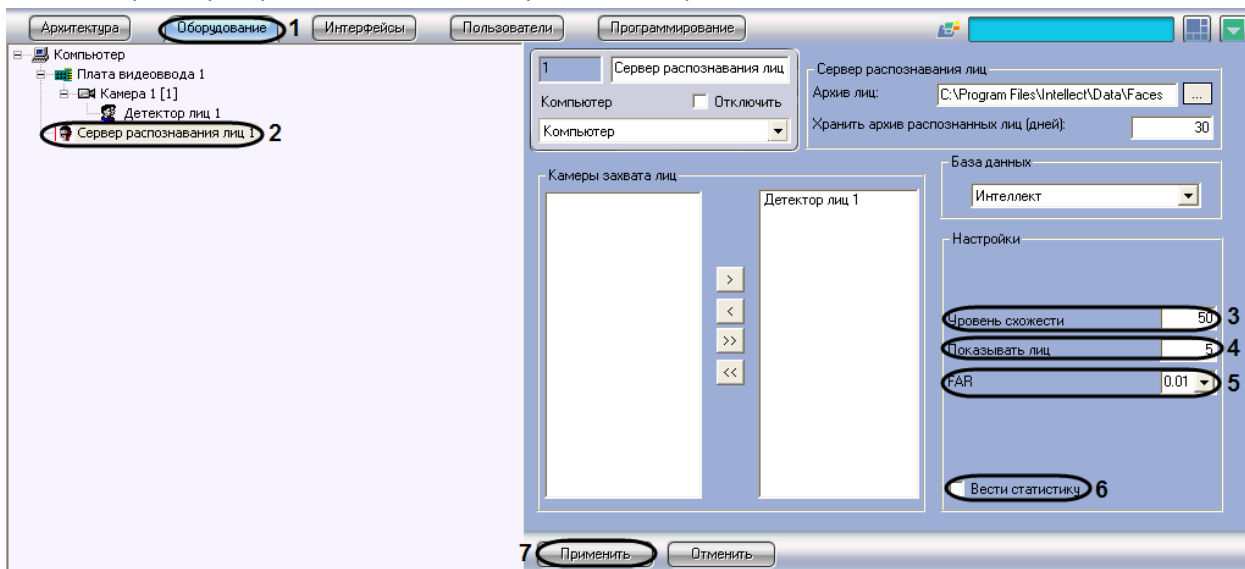 Архитектура Оборудование 1 Интерфейсы Пользователи Программирование
Компьютер
Плата видеоввода 1
Камера 1 [1]
Детектор лиц 1
Сервер распознавания лиц 1 2
1 Сервер распознавания лиц
Компьютер Отключить
Компьютер
Сервер распознавания лиц
Архив лиц: C:\Program Files\Intellect\Data\Faces ...
Хранить архив распознанных лиц (дней): 30
Камеры захвата лиц
Детектор лиц 1
>
<
>>
<<
База данных
Интеллект
Настройки
Уровень схожести 50 3
Показывать лиц 5 4
FAR 0.01 5
Вести статистику 6
7 Применить Отменить